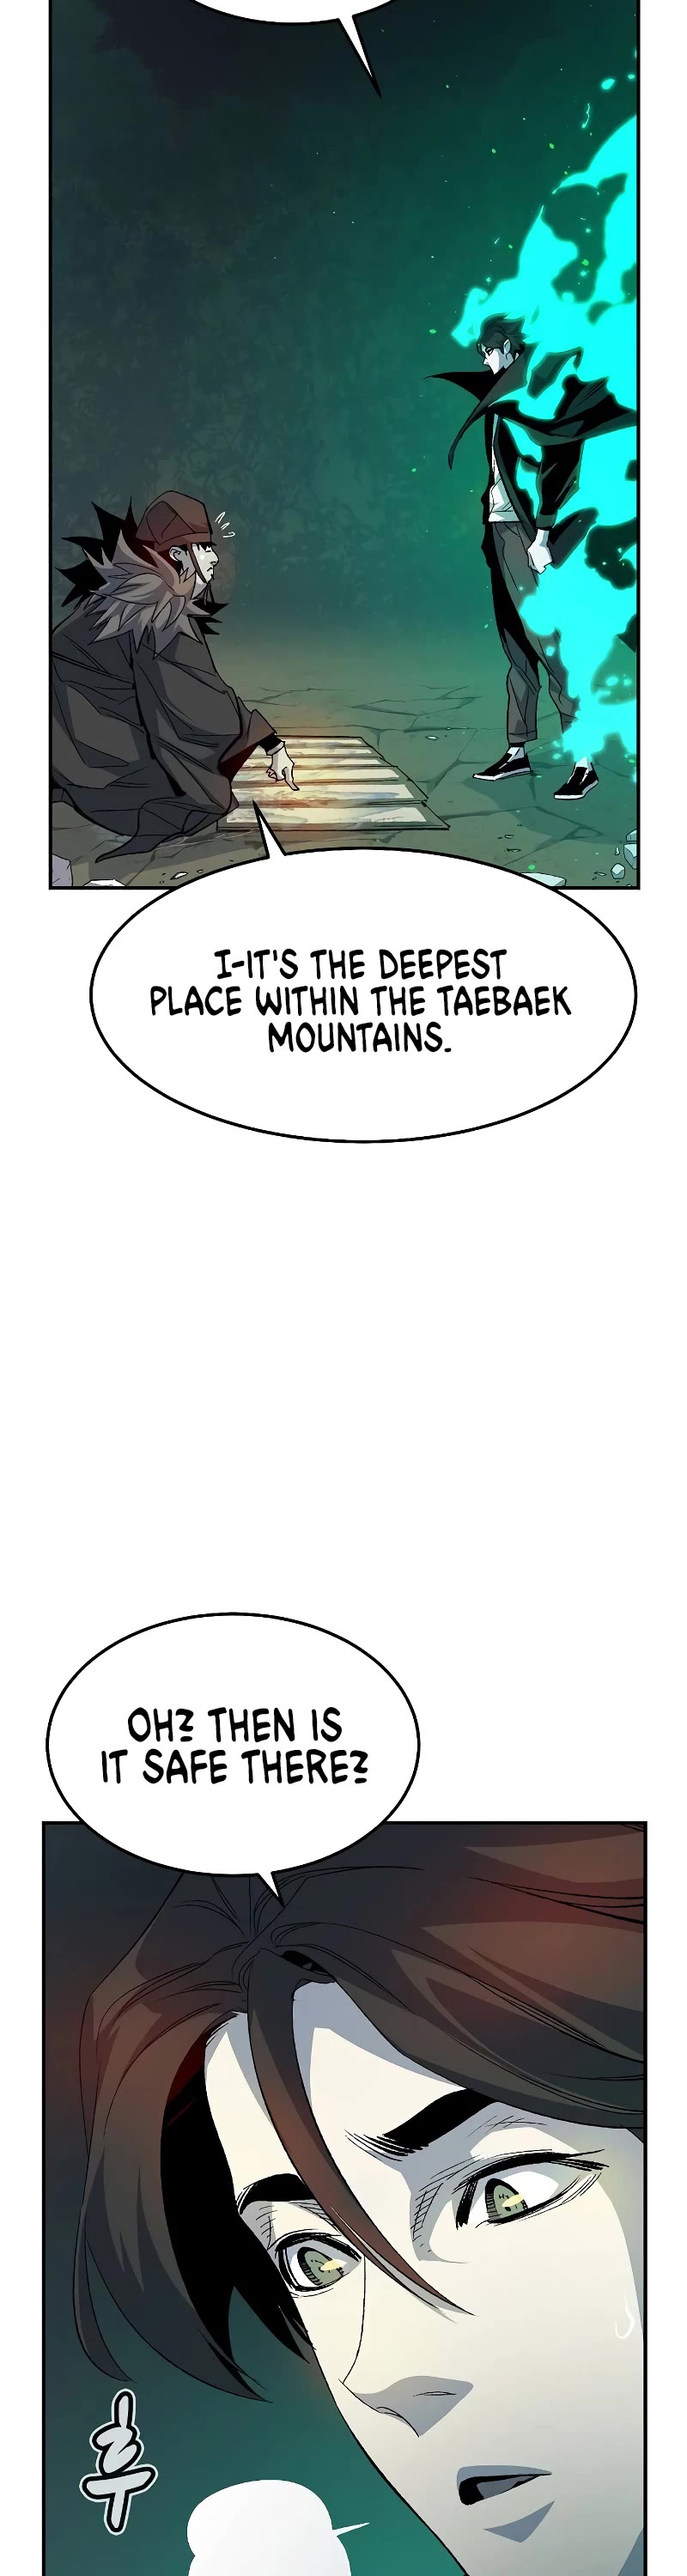 I-IT'S THE DEEPEST
PLACE WITHIN THE TAEBAEK
MOUNTAINS.
OH? THEN IS
IT SAFE THERE?
후